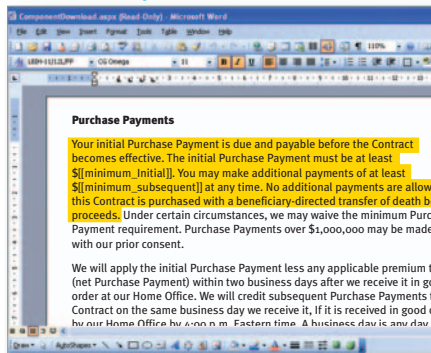 ComponentDownload.aspx (Read-Only) - Microsoft Word
File Edit View Insert Format Tools Table Window Help
110%
CG Omega 11 B I U
Purchase Payments
Your initial Purchase Payment is due and payable before the Contract
becomes effective. The initial Purchase Payment must be at least
$[[minimum_Initial]]. You may make additional payments of at least
$[[minimum_subsequent]] at any time. No additional payments are allow
this Contract is purchased with a beneficiary-directed transfer of death be
proceeds. Under certain circumstances, we may waive the minimum Purc
Payment requirement. Purchase Payments over $1,000,000 may be made
with our prior consent.
We will apply the initial Purchase Payment less any applicable premium t
(net Purchase Payment) within two business days after we receive it in go
order at our Home Office. We will credit subsequent Purchase Payments t
Contract on the same business day we receive it, If it is received in good o
by our Home Office by 4:00 p.m. Eastern time. A business day is any day
Draw AutoShapes